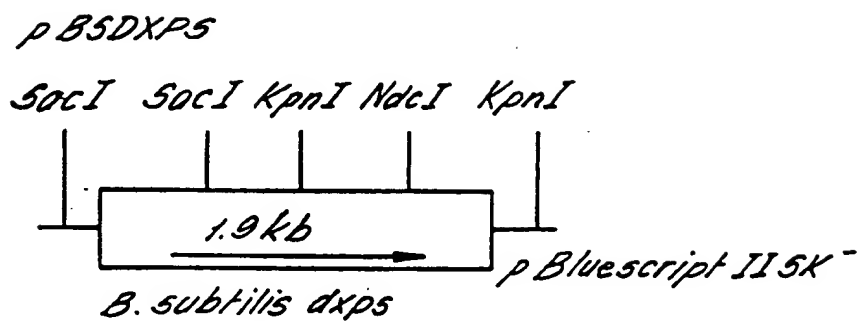 pBSDXPS
SacI SacI KpnI NdeI KpnI
1.9kb
pBluescript II SK⁻
B. subtilis dxps